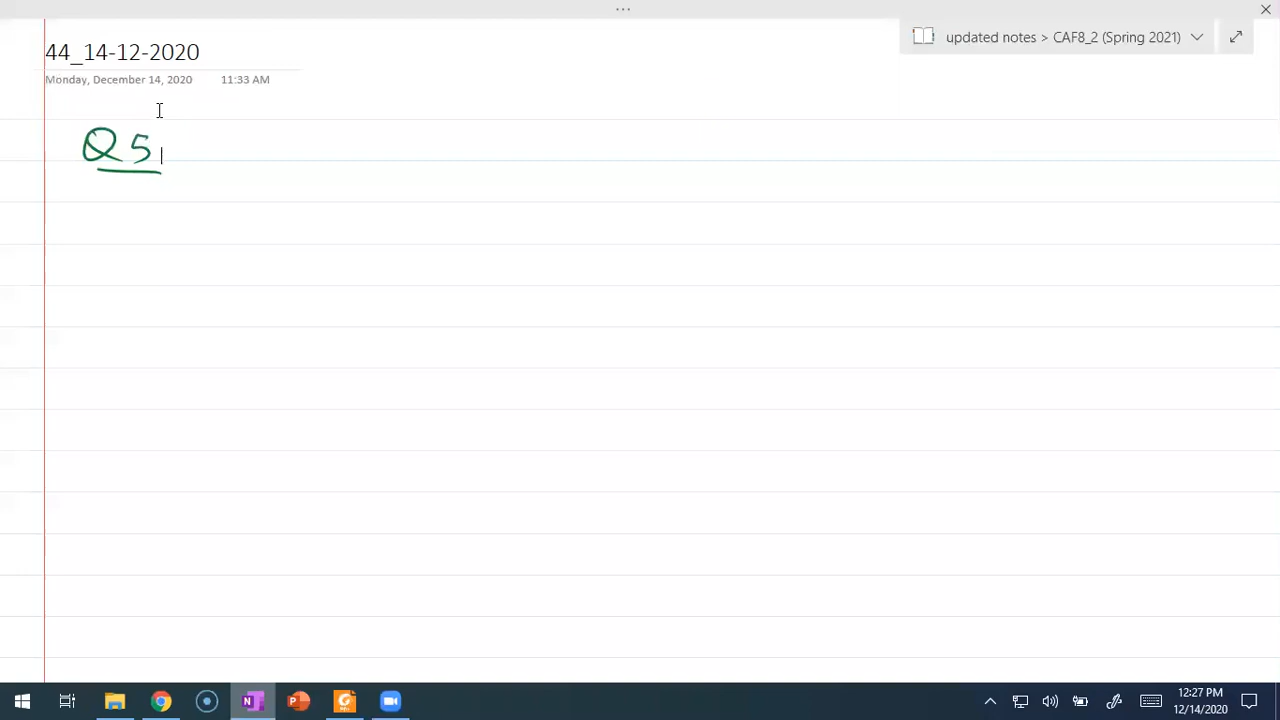 44_14-12-2020
updated notes > CAF8_2 (Spring 2021)
Monday, December 14, 2020 11:33 AM
Q5
12:27 PM
12/14/2020